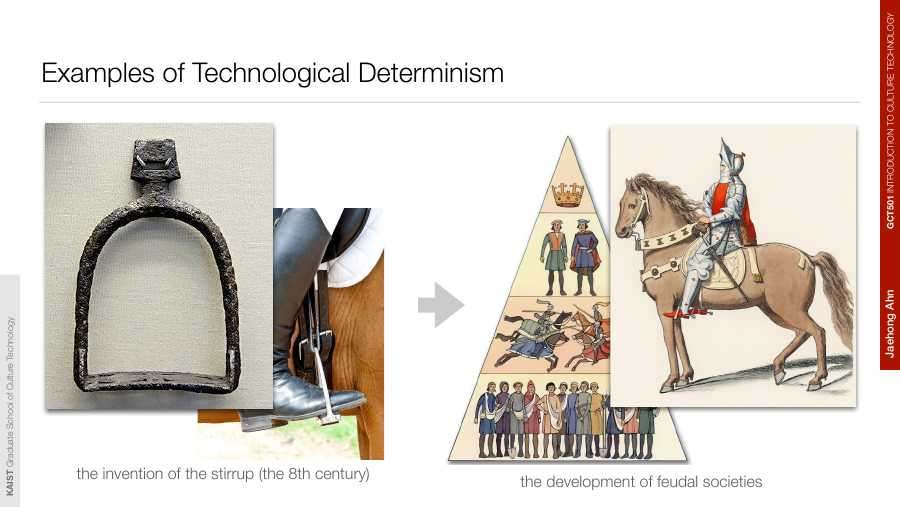 Examples of Technological Determinism
the invention of the stirrup (the 8th century)
the development of feudal societies
GCT501 INTRODUCTION TO CULTURE TECHNOLOGY
Jaehong Ahn
KAIST Graduate School of Culture Technology